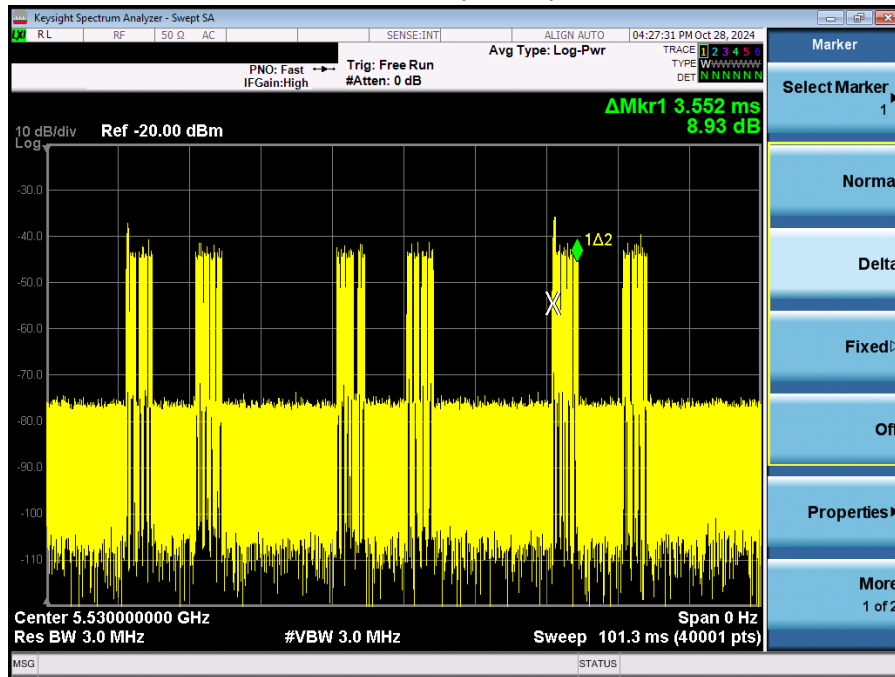 Keysight Spectrum Analyzer - Swept SA
LXI RL RF 50 Ω AC SENSE:INT ALIGN AUTO 04:27:31 PM Oct 28, 2024
Marker
Avg Type: Log-Pwr TRACE 1 2 3 4 5 6
PNO: Fast Trig: Free Run TYPE WWWWWW
IFGain:High #Atten: 0 dB DET N N N N N N
Select Marker
1
ΔMkr1 3.552 ms
8.93 dB
10 dB/div Ref -20.00 dBm
Log
Norma
-30.0
-40.0
1Δ2
Delta
-50.0
X
-60.0
Fixed
-70.0
-80.0
Off
-90.0
-100
Properties
-110
More
1 of 2
Center 5.530000000 GHz Span 0 Hz
Res BW 3.0 MHz #VBW 3.0 MHz Sweep 101.3 ms (40001 pts)
MSG STATUS